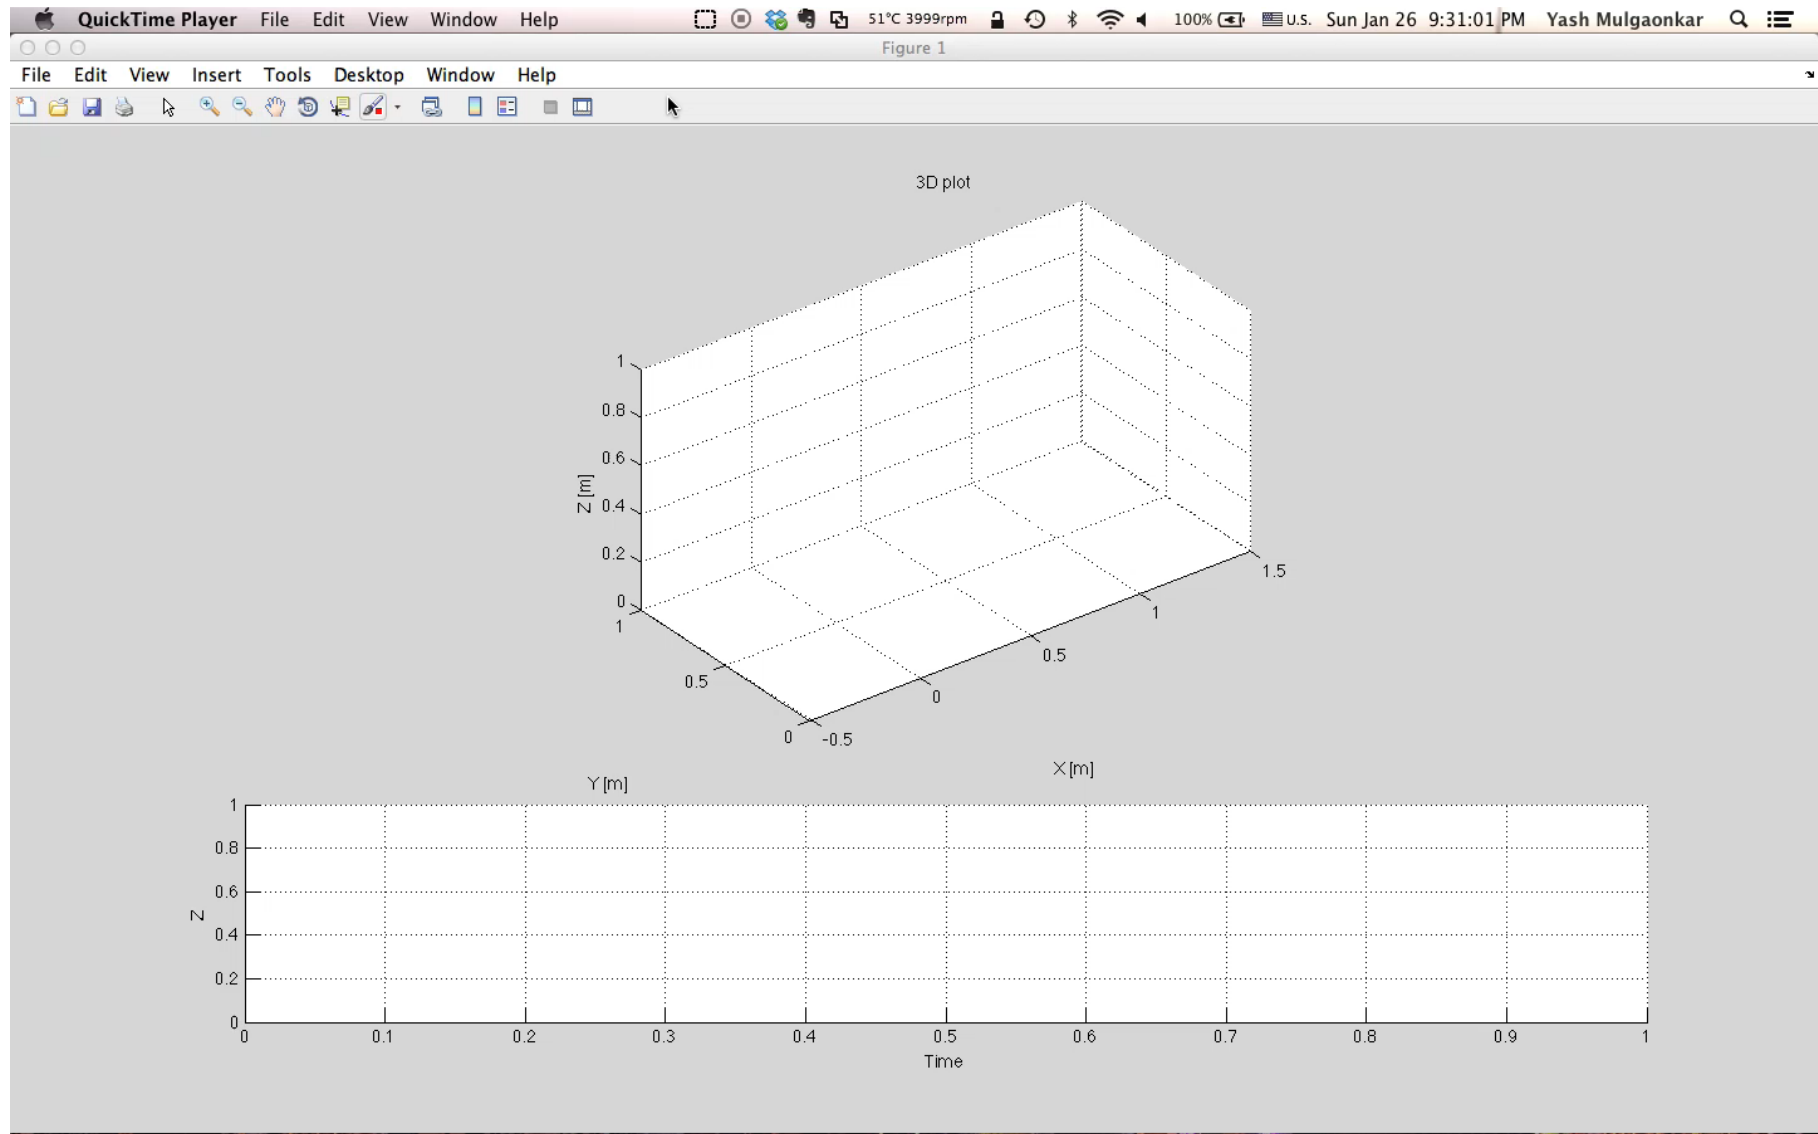 QuickTime Player File Edit View Window Help 51°C 3999rpm 100% U.S. Sun Jan 26 9:31:01 PM Yash Mulgaonkar
Figure 1
File Edit View Insert Tools Desktop Window Help
3D plot
1
0.8
0.6
0.4
0.2
0
Z [m]
1
0.5
0
Y [m]
-0.5
0
0.5
1
1.5
X [m]
1
0.8
0.6
0.4
0.2
0
Z
0 0.1 0.2 0.3 0.4 0.5 0.6 0.7 0.8 0.9 1
Time